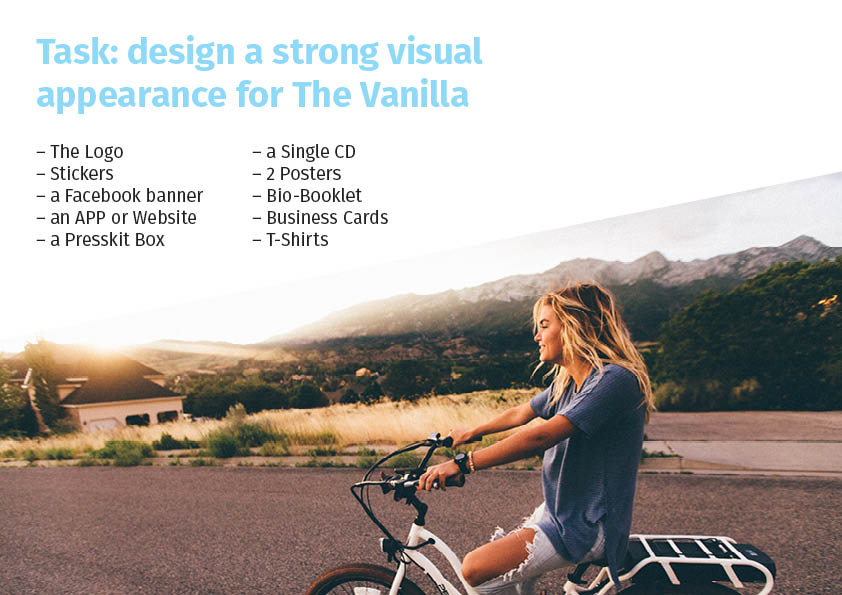 Task: design a strong visual
appearance for The Vanilla
– The Logo
– Stickers
– a Facebook banner
– an APP or Website
– a Presskit Box
– a Single CD
– 2 Posters
– Bio-Booklet
– Business Cards
– T-Shirts